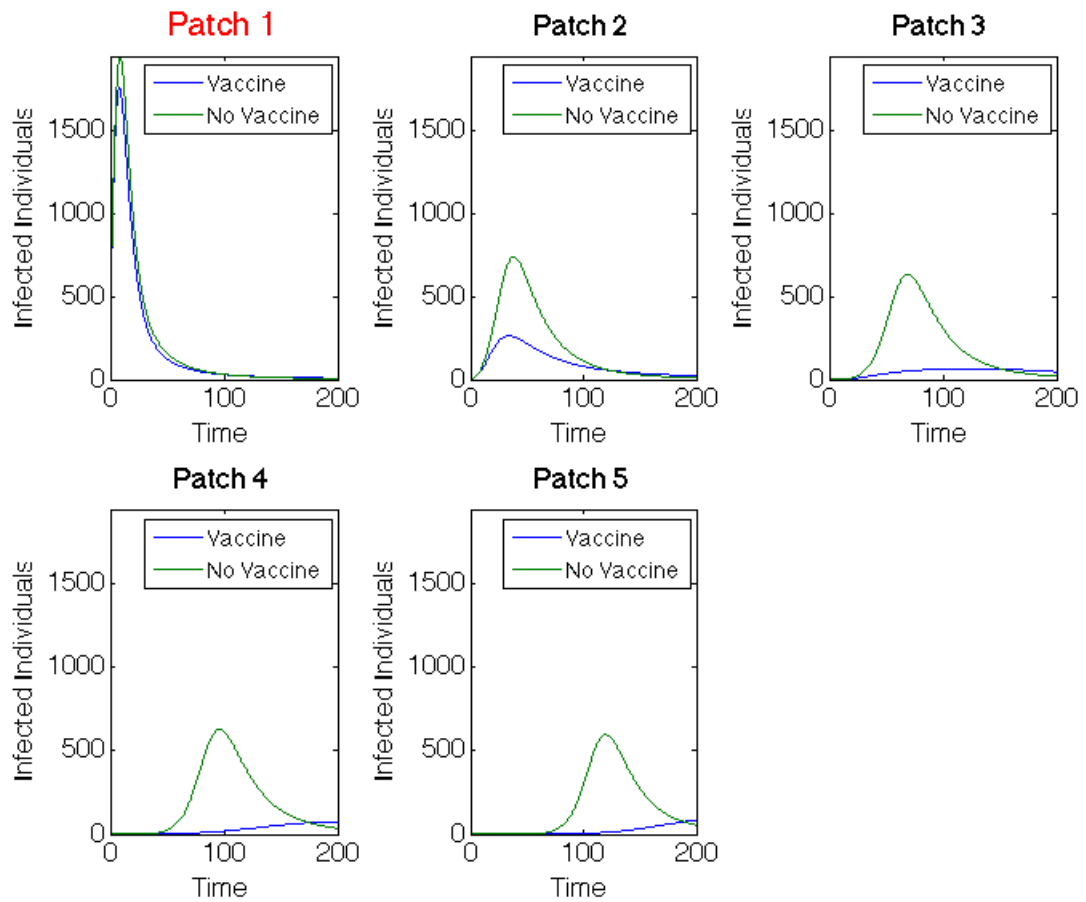 Patch 1
Vaccine
No Vaccine
Infected Individuals
1500
1000
500
0
0
100
200
Time
Patch 2
Vaccine
No Vaccine
Infected Individuals
1500
1000
500
0
0
100
200
Time
Patch 3
Vaccine
No Vaccine
Infected Individuals
1500
1000
500
0
0
100
200
Time
Patch 4
Vaccine
No Vaccine
Infected Individuals
1500
1000
500
0
0
100
200
Time
Patch 5
Vaccine
No Vaccine
Infected Individuals
1500
1000
500
0
0
100
200
Time